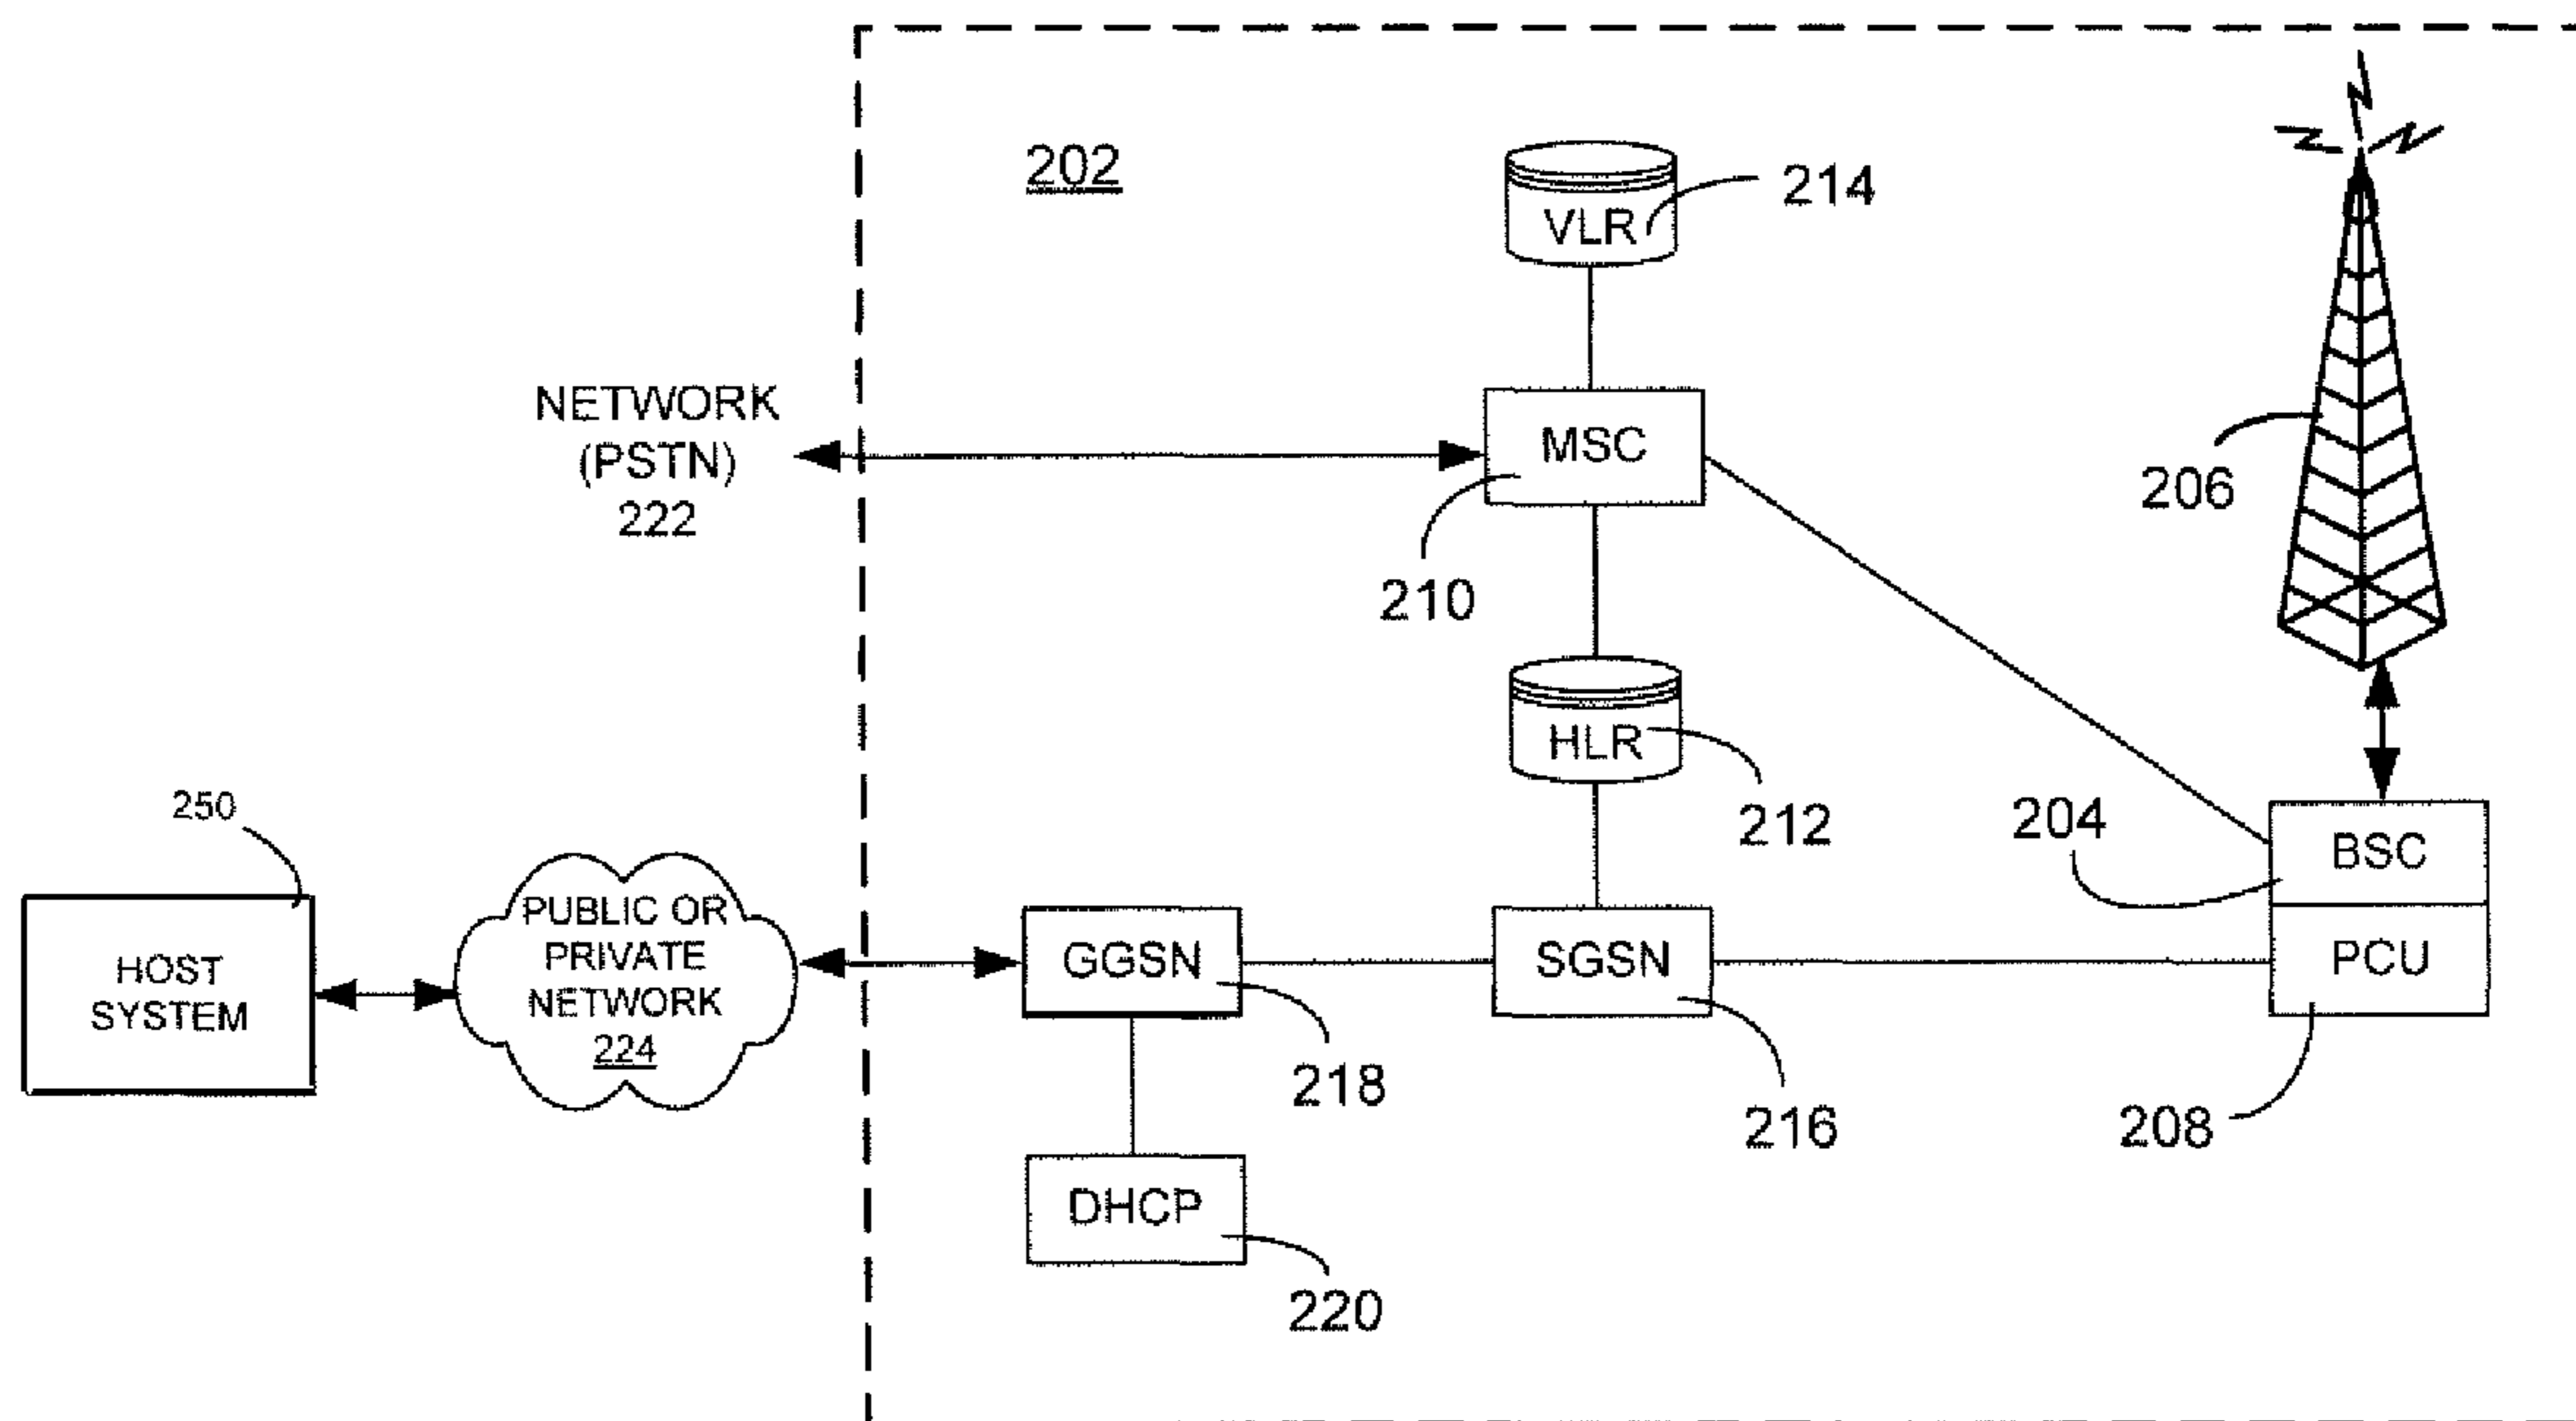 202
VLR
214
NETWORK
(PSTN)
222
MSC
210
206
HLR
212
250
HOST
SYSTEM
PUBLIC OR
PRIVATE
NETWORK
224
GGSN
218
SGSN
216
204
BSC
PCU
208
DHCP
220